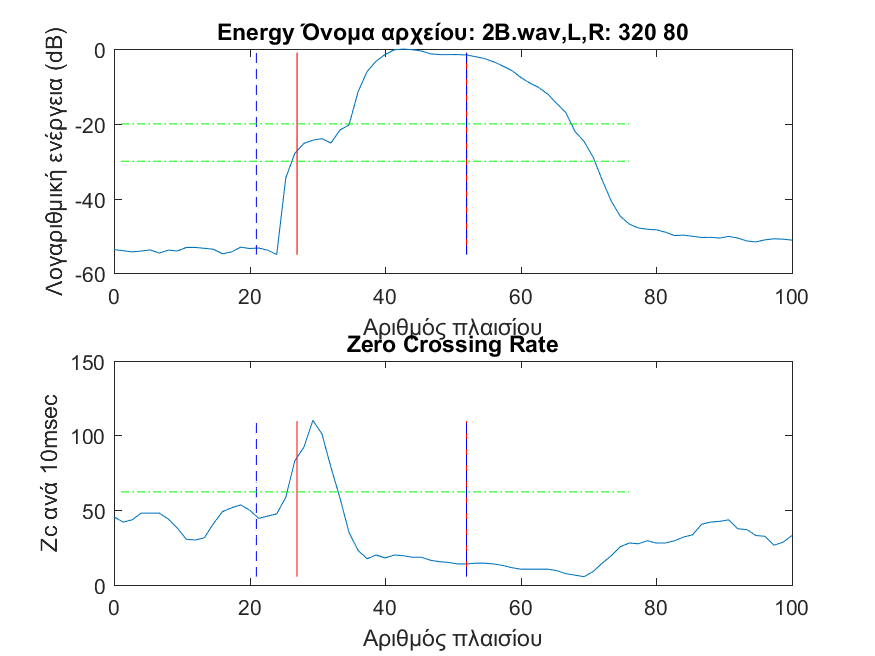 Energy Όνομα αρχείου: 2B.wav,L,R: 320 80
Λογαριθμική ενέργεια (dB)
0
-20
-40
-60
0 20 40 60 80 100
Αριθμός πλαισίου
Zero Crossing Rate
Zc ανά 10msec
150
100
50
0
0 20 40 60 80 100
Αριθμός πλαισίου